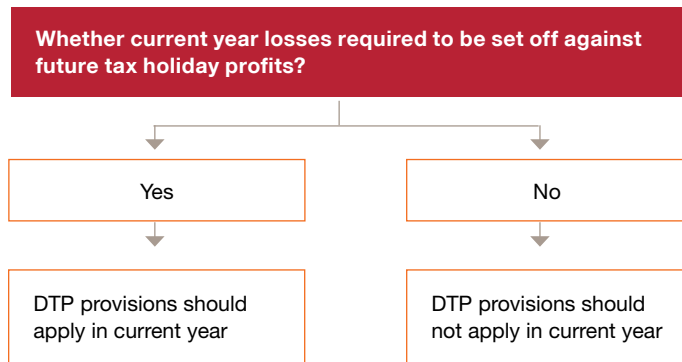 Whether current year losses required to be set off against
future tax holiday profits?
Yes
No
DTP provisions should
apply in current year
DTP provisions should
not apply in current year